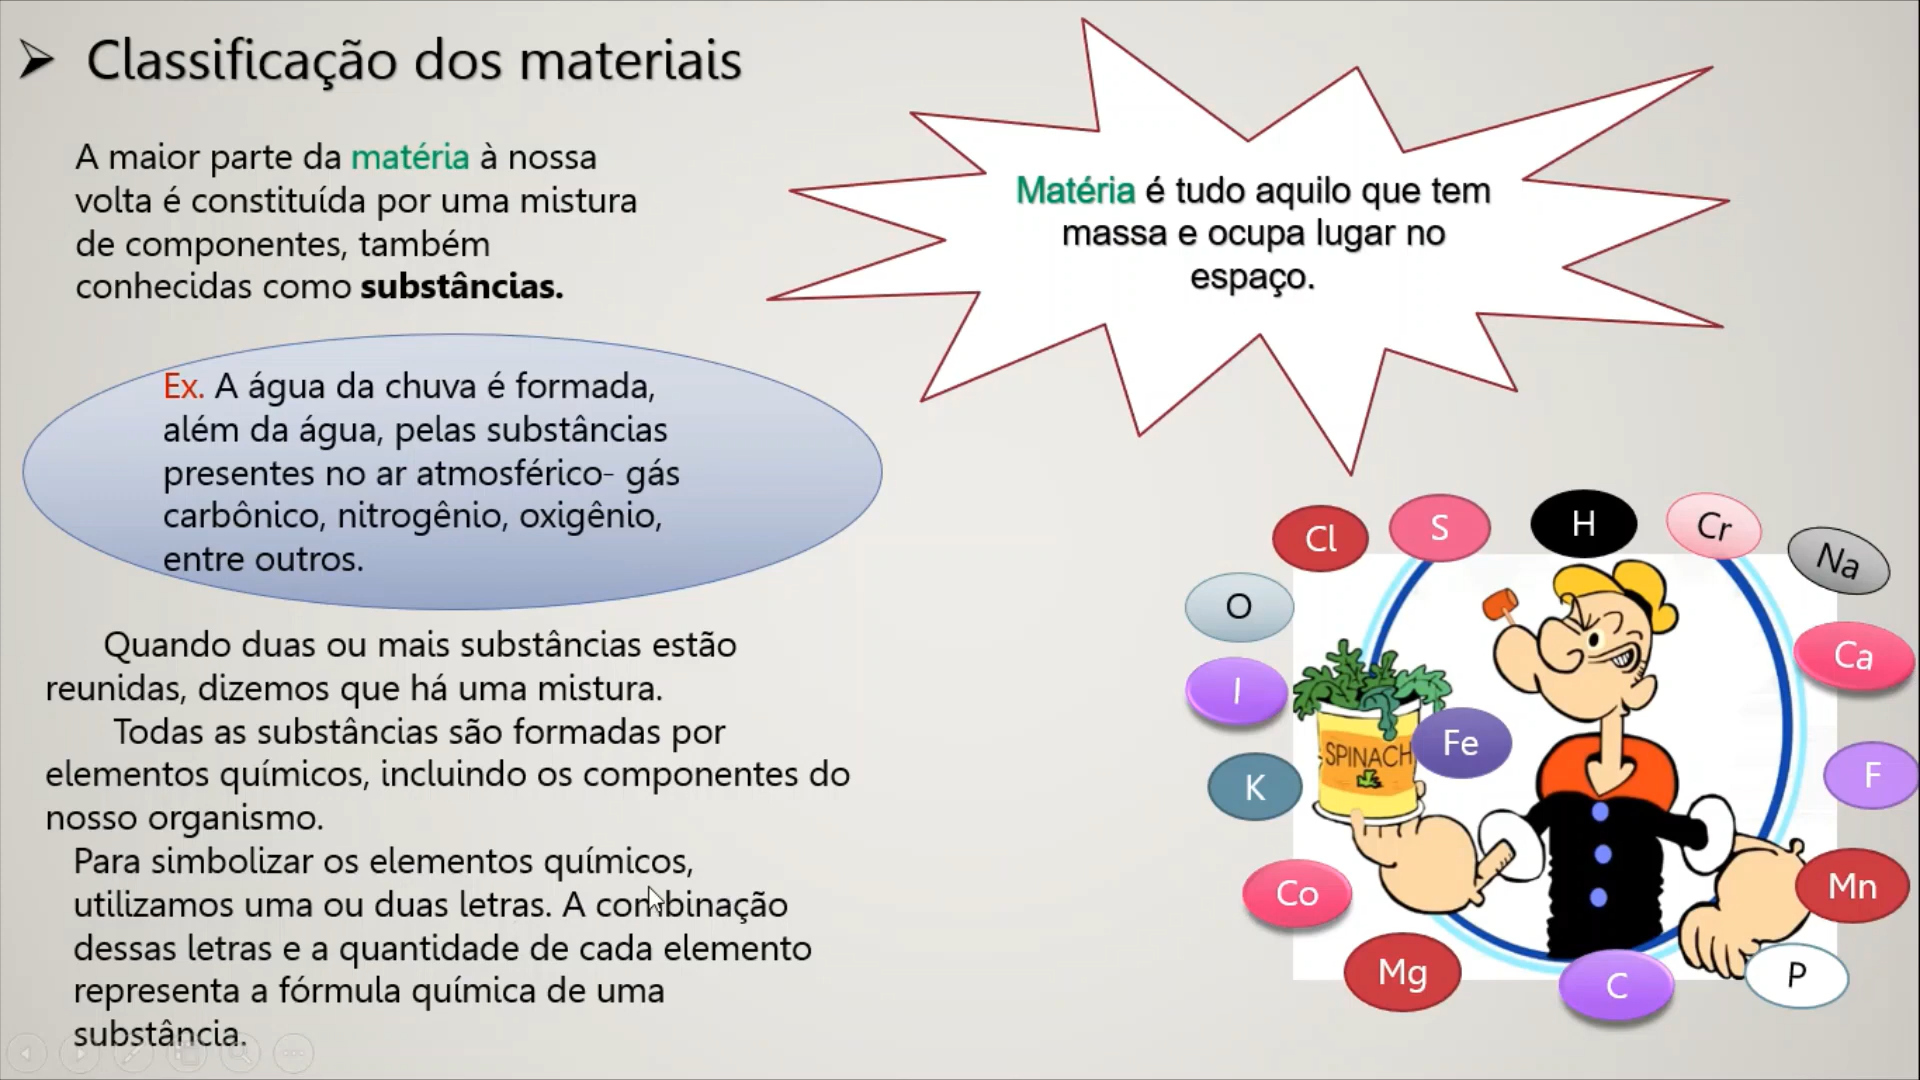 Classificação dos materiais
A maior parte da matéria à nossa
volta é constituída por uma mistura
de componentes, também
conhecidas como substâncias.
Matéria é tudo aquilo que tem
massa e ocupa lugar no
espaço.
Ex. A água da chuva é formada,
além da água, pelas substâncias
presentes no ar atmosférico- gás
carbônico, nitrogênio, oxigênio,
entre outros.
Quando duas ou mais substâncias estão
reunidas, dizemos que há uma mistura.
Todas as substâncias são formadas por
elementos químicos, incluindo os componentes do
nosso organismo.
Para simbolizar os elementos químicos,
utilizamos uma ou duas letras. A combinação
dessas letras e a quantidade de cada elemento
representa a fórmula química de uma
substância.
Cl
S
H
Cr
Na
O
Ca
I
Fe
SPINACH
K
F
Co
Mn
Mg
C
P